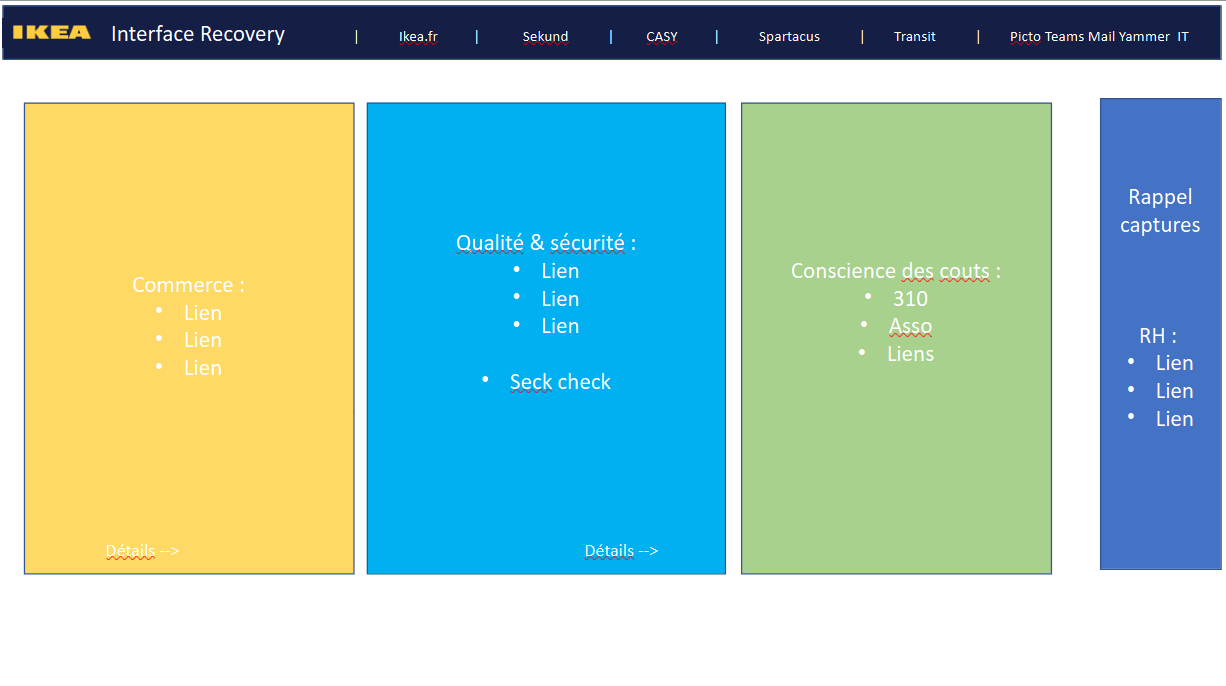 IKEA Interface Recovery | Ikea.fr | Sekund | CASY | Spartacus | Transit | Picto Teams Mail Yammer IT
Commerce :
• Lien
• Lien
• Lien
Détails -->
Qualité & sécurité :
• Lien
• Lien
• Lien
• Seck check
Détails -->
Conscience des couts :
• 310
• Asso
• Liens
Rappel
captures
RH :
• Lien
• Lien
• Lien